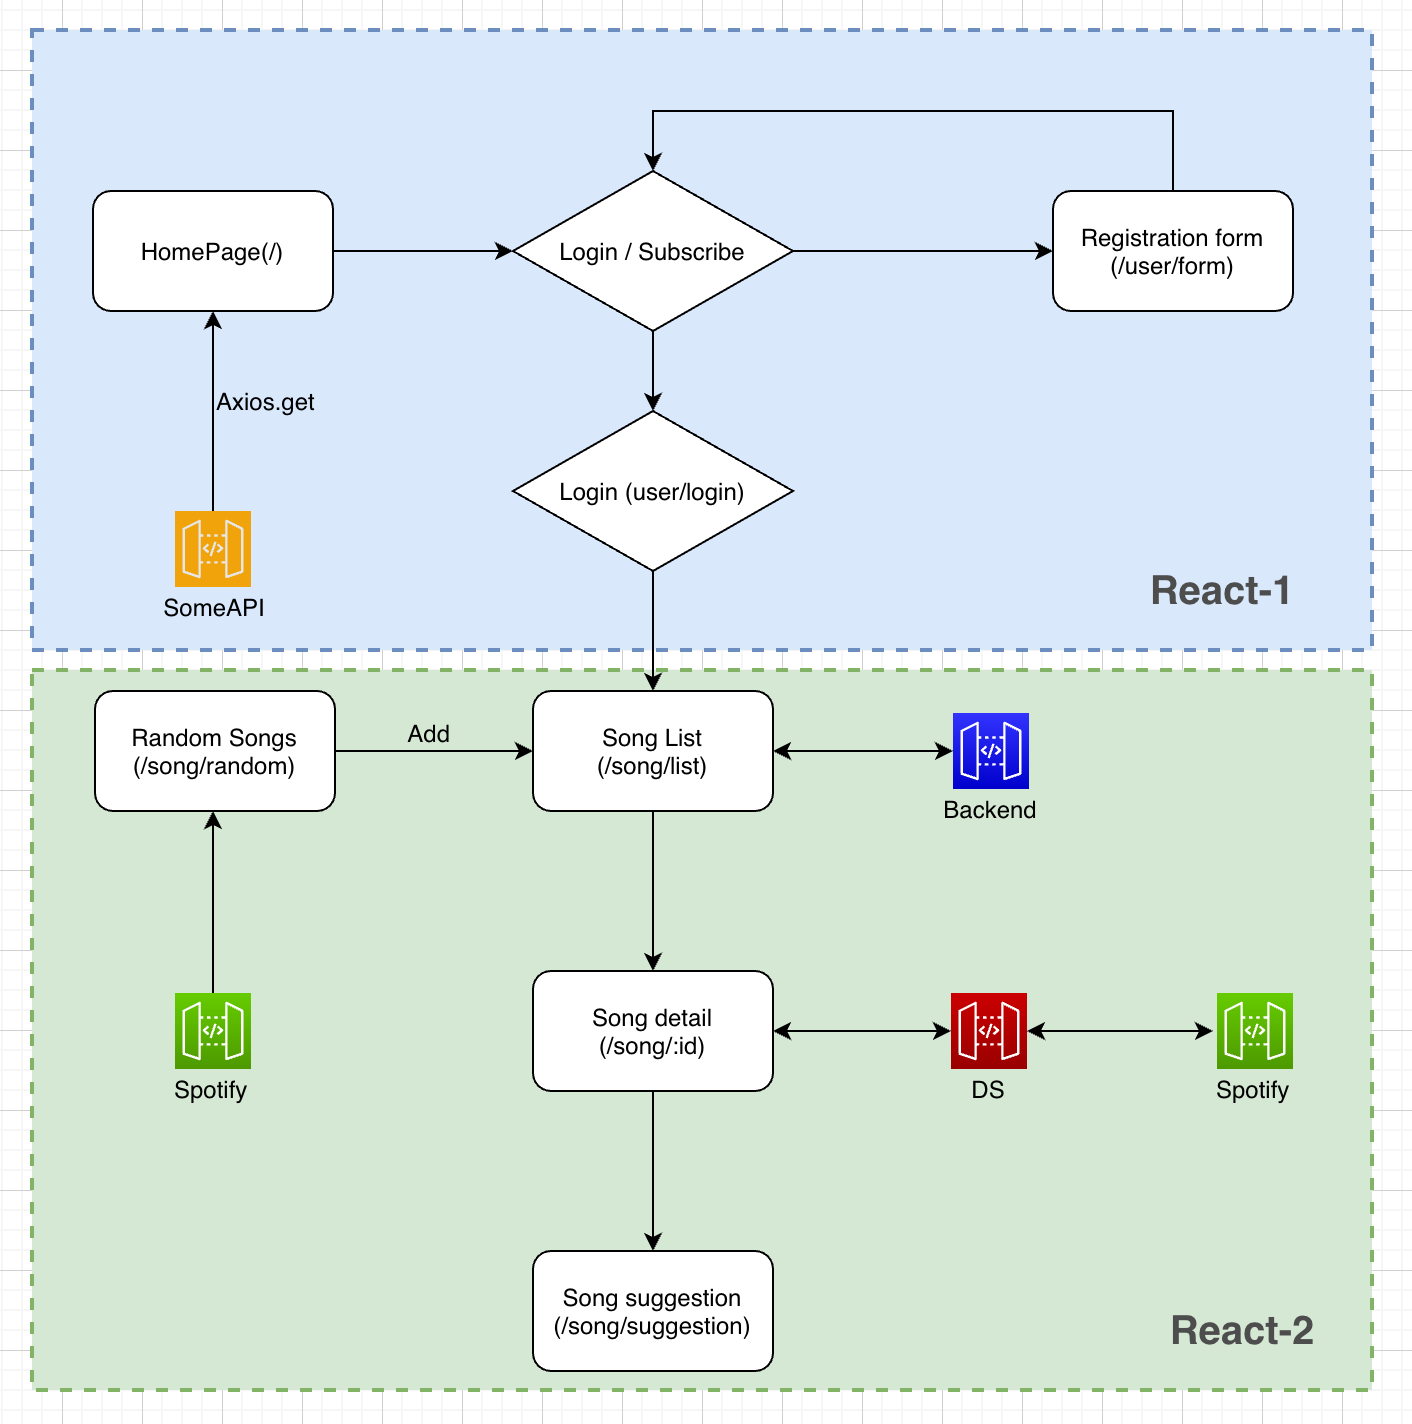 HomePage(/)
Login / Subscribe
Registration form
(/user/form)
Axios.get
Login (user/login)
SomeAPI
React-1
Random Songs
(/song/random)
Add
Song List
(/song/list)
Backend
Song detail
(/song/:id)
Spotify
DS
Spotify
Song suggestion
(/song/suggestion)
React-2